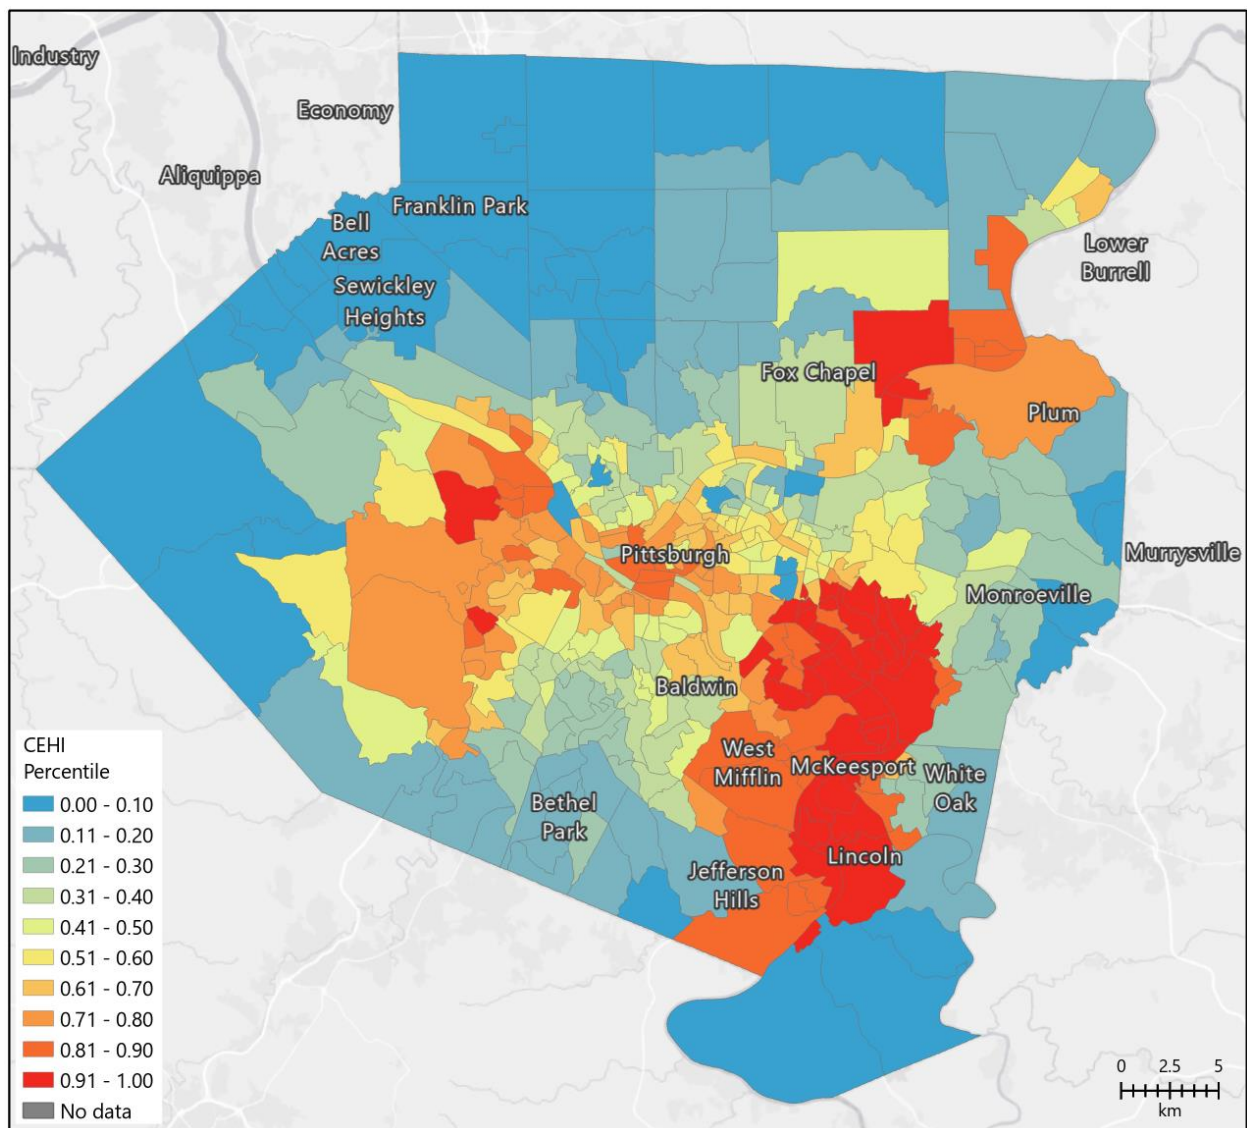 Industry
Economy
Aliquippa
Franklin Park
Bell
Acres
Sewickley
Heights
Lower
Burrell
Fox Chapel
Plum
Pittsburgh
Murrysville
Monroeville
Baldwin
West
Mifflin
McKeesport
White
Oak
Bethel
Park
Lincoln
Jefferson
Hills
CEHI
Percentile
0.00 - 0.10
0.11 - 0.20
0.21 - 0.30
0.31 - 0.40
0.41 - 0.50
0.51 - 0.60
0.61 - 0.70
0.71 - 0.80
0.81 - 0.90
0.91 - 1.00
No data
0 2.5 5
km